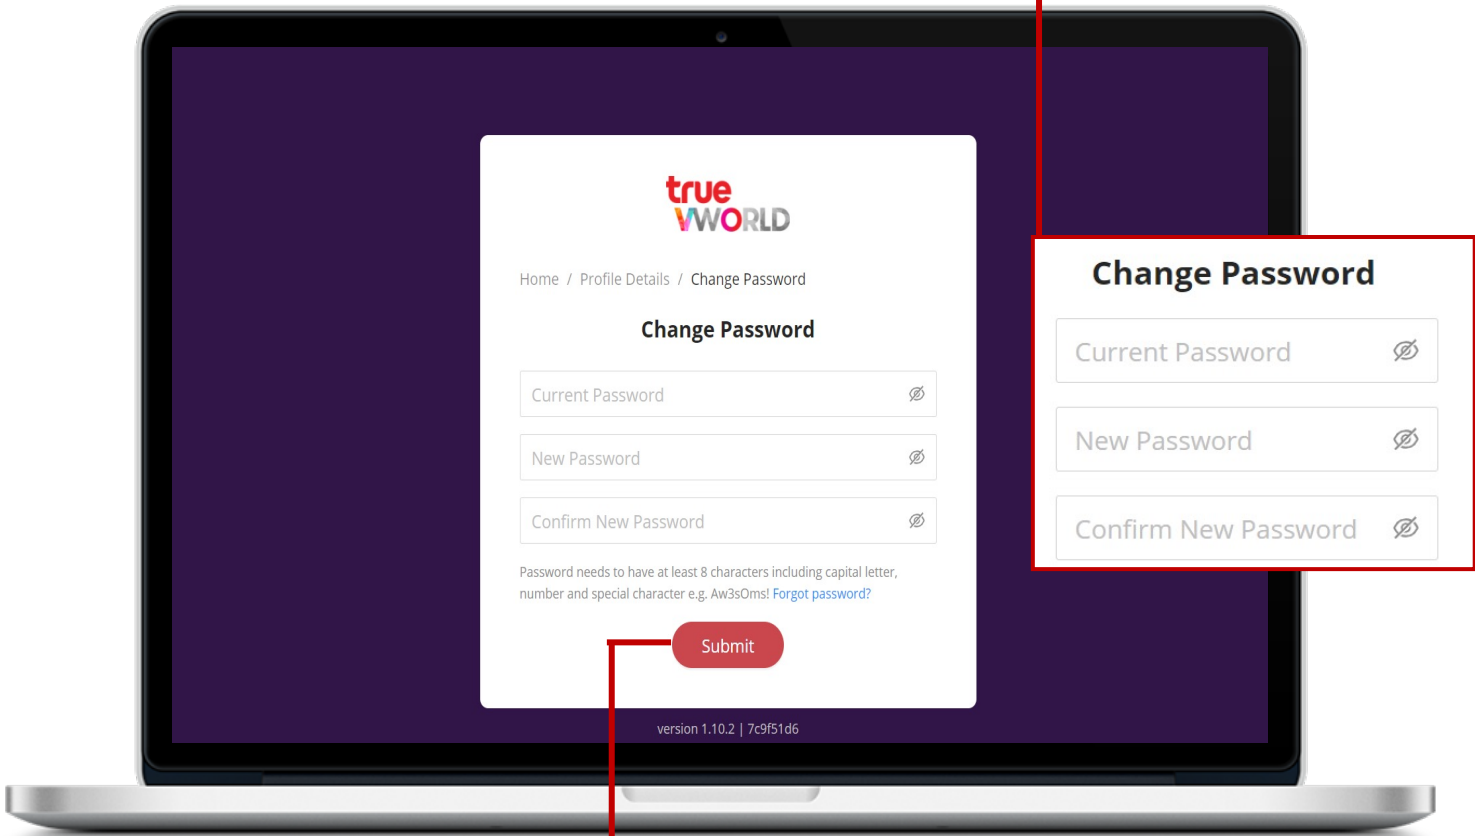 true
VWORLD
Home / Profile Details / Change Password
Change Password
Current Password
New Password
Confirm New Password
Password needs to have at least 8 characters including capital letter,
number and special character e.g. Aw3sOms! Forgot password?
Submit
version 1.10.2 | 7c9f51d6
Change Password
Current Password
New Password
Confirm New Password